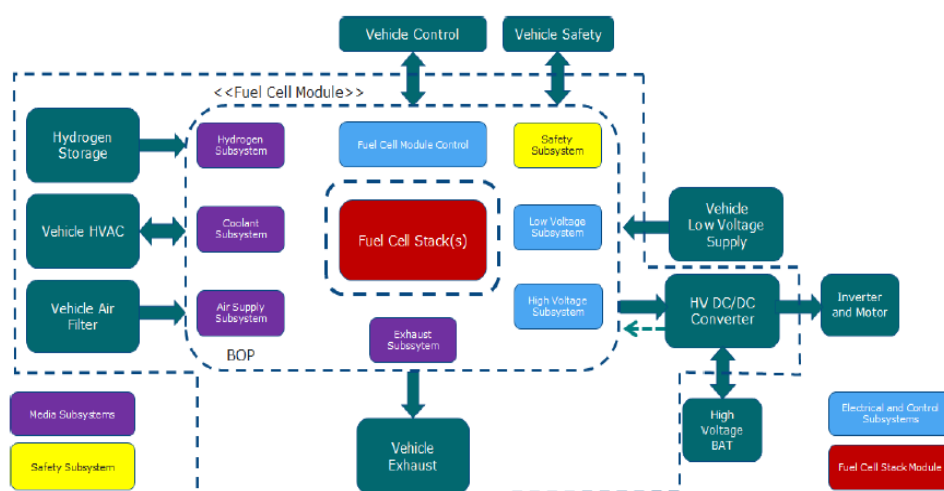 Vehicle Control
Vehicle Safety
<<Fuel Cell Module>>
Hydrogen
Storage
Hydrogen
Subsystem
Fuel Cell Module Control
Safety
Subsystem
Vehicle HVAC
Coolant
Subsystem
Fuel Cell Stack(s)
Low Voltage
Subsystem
Vehicle
Low Voltage
Supply
Vehicle Air
Filter
Air Supply
Subsystem
High Voltage
Subsystem
HV DC/DC
Converter
Inverter
and Motor
Exhaust
Subssytem
BOP
Media Subsystems
Safety Subsystem
Vehicle
Exhaust
High
Voltage
BAT
Electrical and Control
Subsystems
Fuel Cell Stack Module